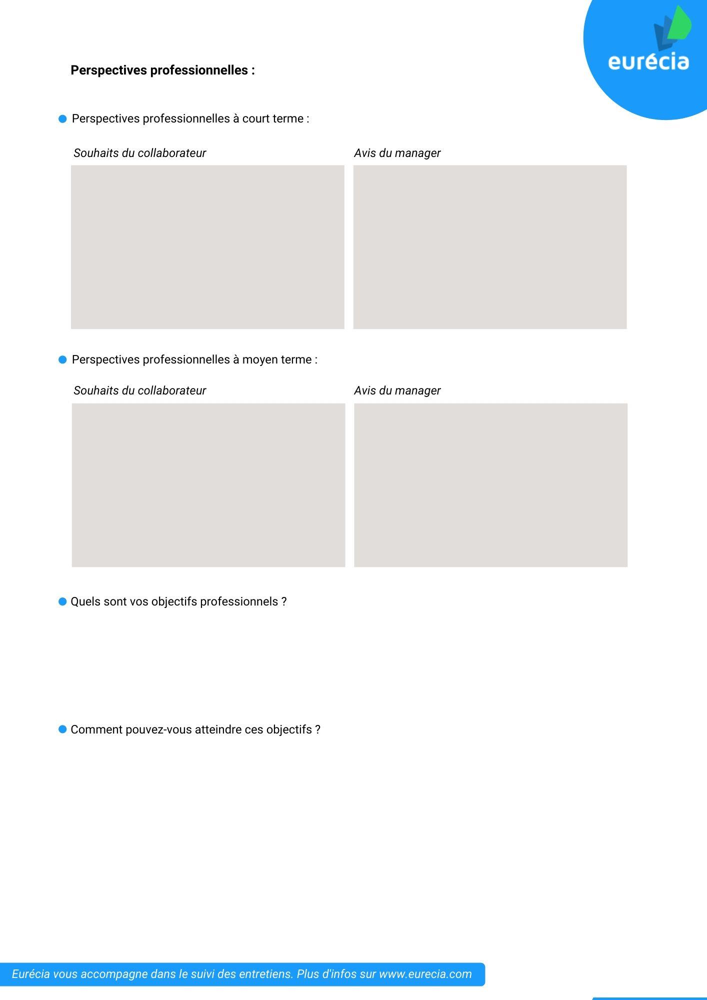 eurécia
Perspectives professionnelles :
Perspectives professionnelles à court terme :
Souhaits du collaborateur
Avis du manager
Perspectives professionnelles à moyen terme :
Souhaits du collaborateur
Avis du manager
Quels sont vos objectifs professionnels ?
Comment pouvez-vous atteindre ces objectifs ?
Eurécia vous accompagne dans le suivi des entretiens. Plus d'infos sur www.eurecia.com